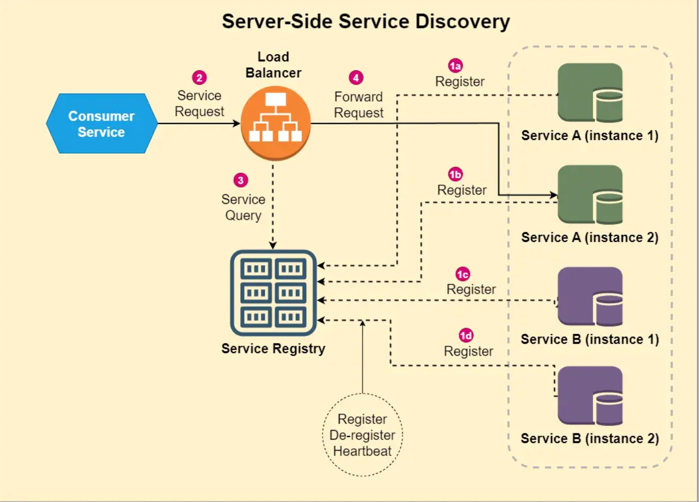 Server-Side Service Discovery
Load
Balancer
2
Service
Request
4
Forward
Request
1a
Register
Consumer
Service
Service A (instance 1)
3
Service
Query
1b
Register
Service A (instance 2)
1c
Register
Service B (instance 1)
Service Registry
1d
Register
Register
De-register
Heartbeat
Service B (instance 2)